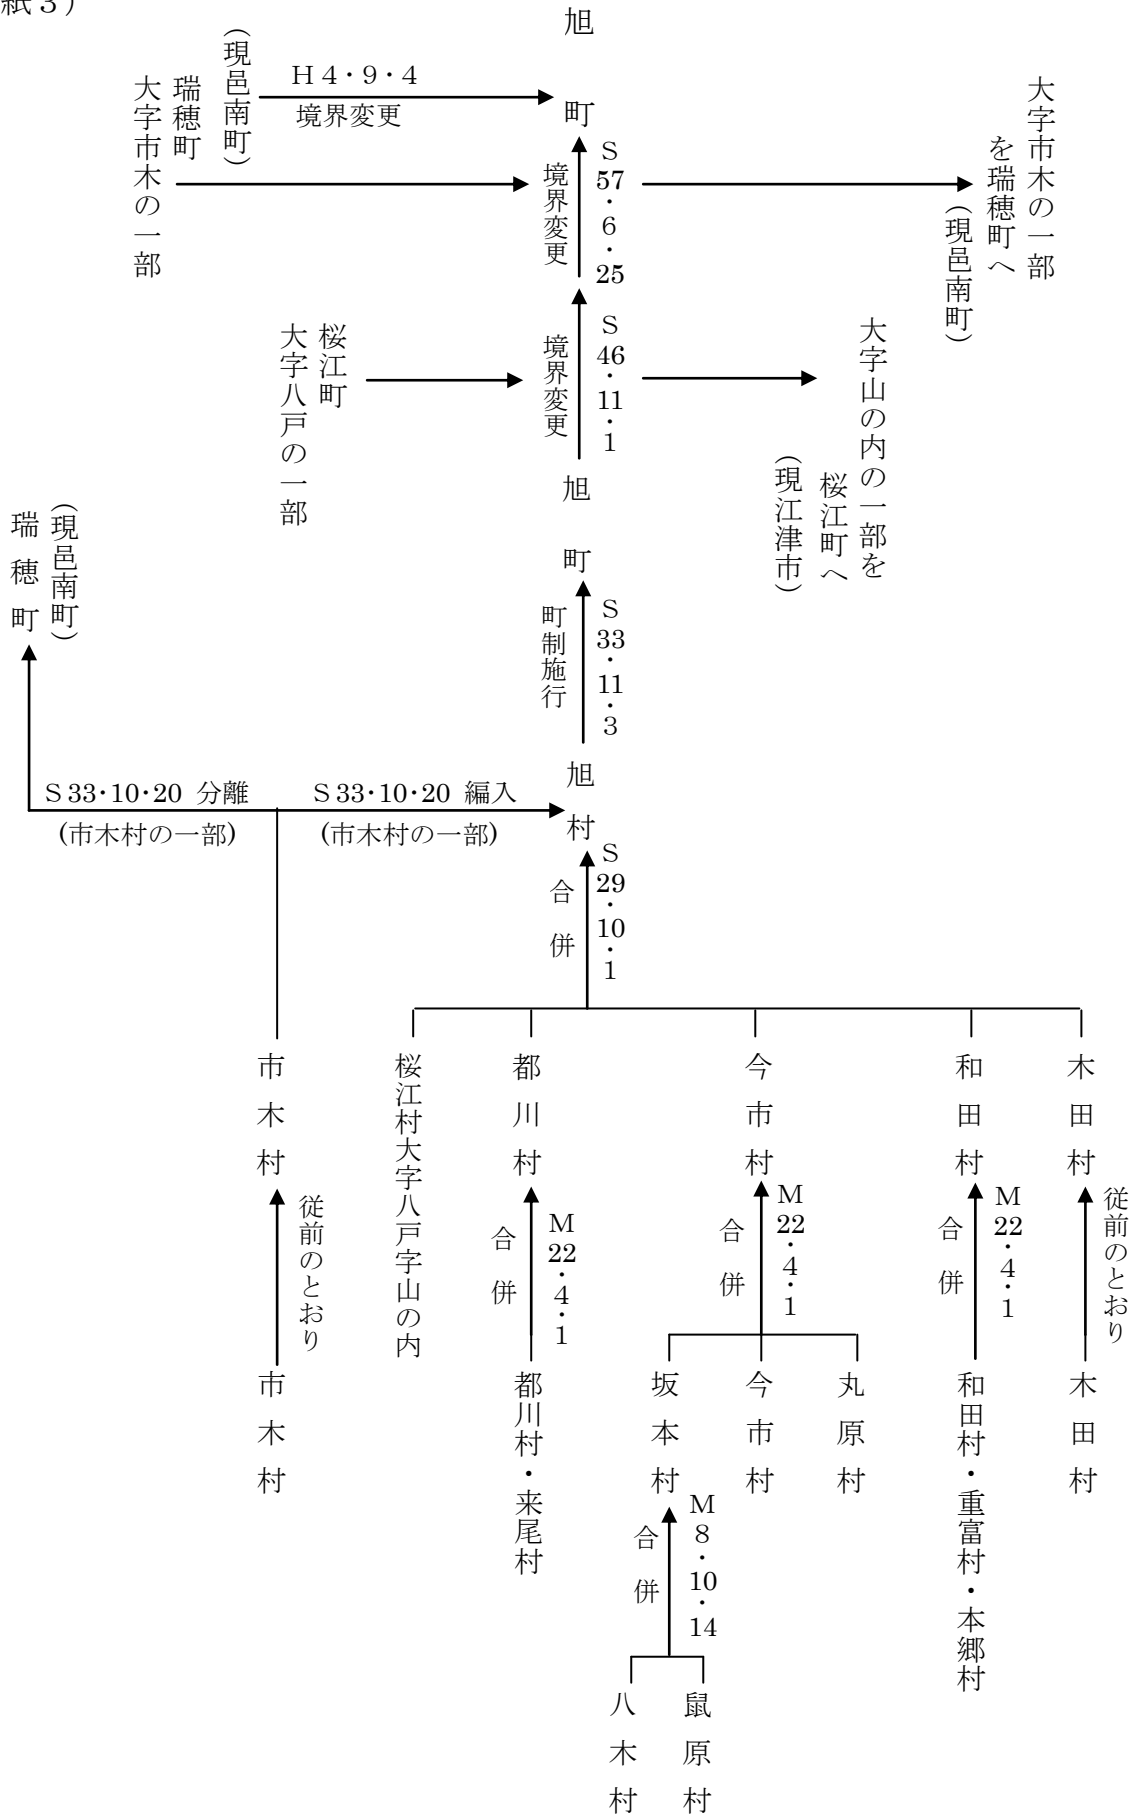 紙３）
旭町
H４・９・４
境界変更
（現邑南町）
瑞穂町
大字市木の一部
S57・６・25
境界変更
大字市木の一部
を瑞穂町へ
（現邑南町）
S46・11・１
境界変更
桜江町
大字八戸の一部
大字山の内の一部を
桜江町へ
（現江津市）
旭町
S33・11・３
町制施行
（現邑南町）
瑞穂町
旭村
S33・10・20 分離
(市木村の一部)
S33・10・20 編入
(市木村の一部)
S29・10・１
合併
木田村
和田村
今市村
都川村
桜江村大字八戸字山の内
市木村
従前のとおり
M22・４・１
合併
M22・４・１
合併
M22・４・１
合併
従前のとおり
木田村
和田村・重富村・本郷村
丸原村
今市村
坂本村
都川村・来尾村
市木村
M８・10・14
合併
鼠原村
八木村